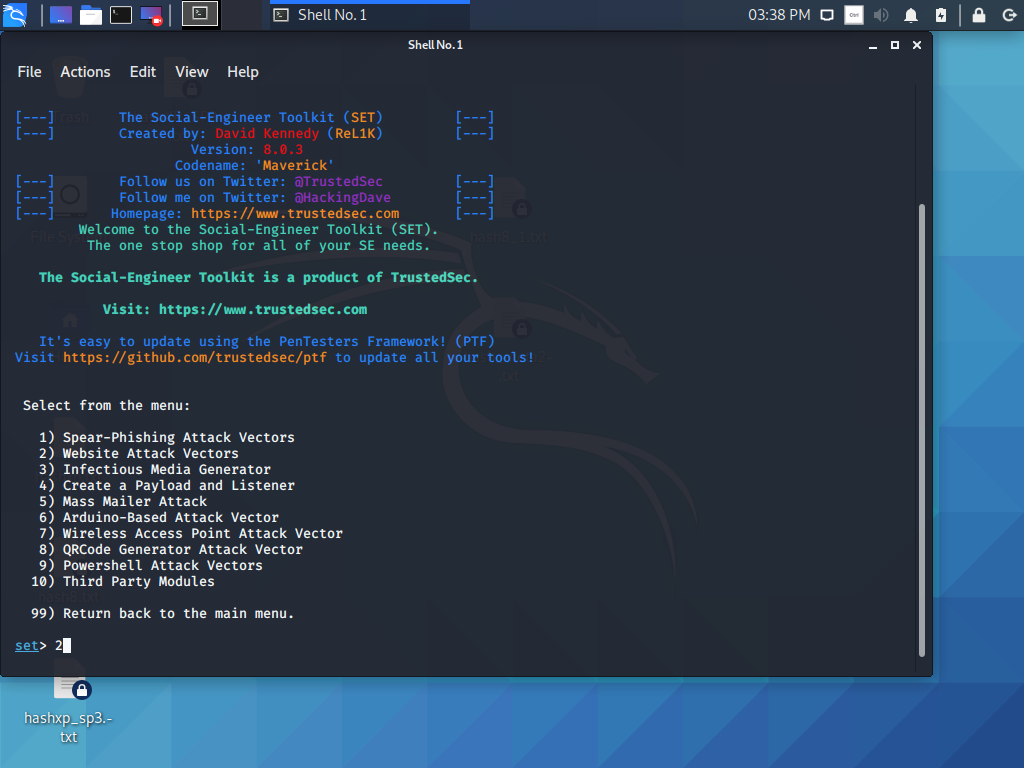 Shell No. 1
03:38 PM
Ctrl
Shell No.1
File Actions Edit View Help
[---] The Social-Engineer Toolkit (SET) [---]
[---] Created by: David Kennedy (ReL1K) [---]
Version: 8.0.3
Codename: 'Maverick'
[---] Follow us on Twitter: @TrustedSec [---]
[---] Follow me on Twitter: @HackingDave [---]
[---] Homepage: https://www.trustedsec.com [---]
Welcome to the Social-Engineer Toolkit (SET).
The one stop shop for all of your SE needs.
The Social-Engineer Toolkit is a product of TrustedSec.
Visit: https://www.trustedsec.com
It's easy to update using the PenTesters Framework! (PTF)
Visit https://github.com/trustedsec/ptf to update all your tools!
Select from the menu:
1) Spear-Phishing Attack Vectors
2) Website Attack Vectors
3) Infectious Media Generator
4) Create a Payload and Listener
5) Mass Mailer Attack
6) Arduino-Based Attack Vector
7) Wireless Access Point Attack Vector
8) QRCode Generator Attack Vector
9) Powershell Attack Vectors
10) Third Party Modules
99) Return back to the main menu.
set> 2
hashxp_sp3.-
txt